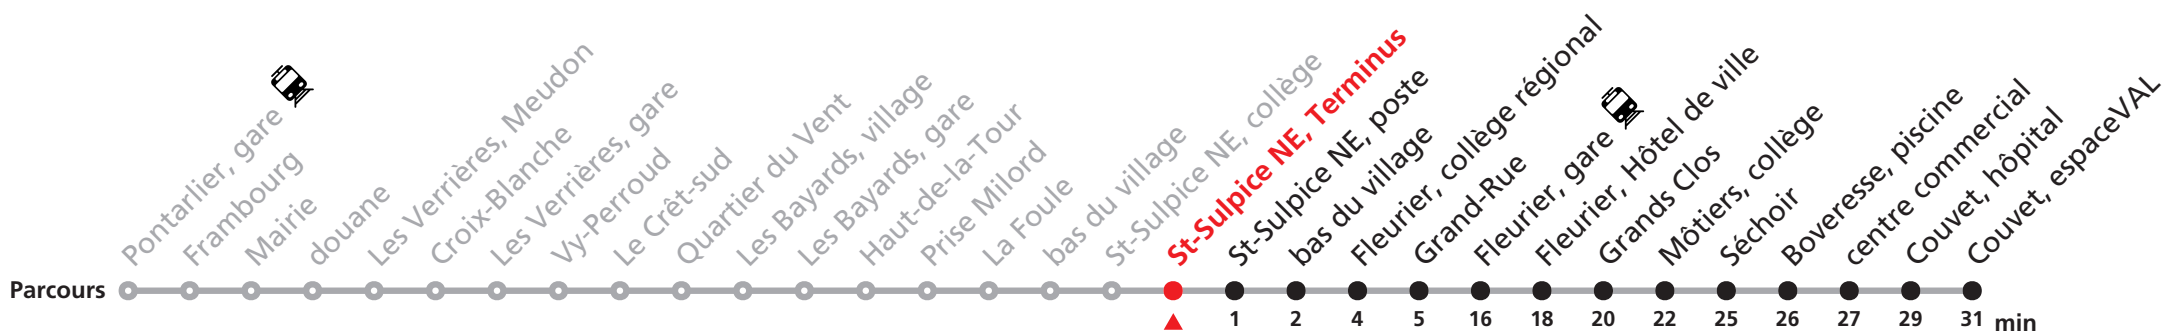 Pontarlier, gare
Frambourg
Mairie
douane
Les Verrières, Meudon
Croix-Blanche
Les Verrières, gare
Vy-Perroud
Le Crêt-sud
Quartier du Vent
Les Bayards, village
Les Bayards, gare
Haut-de-la-Tour
Prise Milord
La Foule
bas du village
St-Sulpice NE, collège
St-Sulpice NE, Terminus
St-Sulpice NE, poste
bas du village
Fleurier, collège régional
Grand-Rue
Fleurier, gare
Fleurier, Hôtel de ville
Grands Clos
Môtiers, collège
Séchoir
Boveresse, piscine
centre commercial
Couvet, hôpital
Couvet, espaceVAL
Parcours
1 2 4 5 16 18 20 22 25 26 27 29 31 min